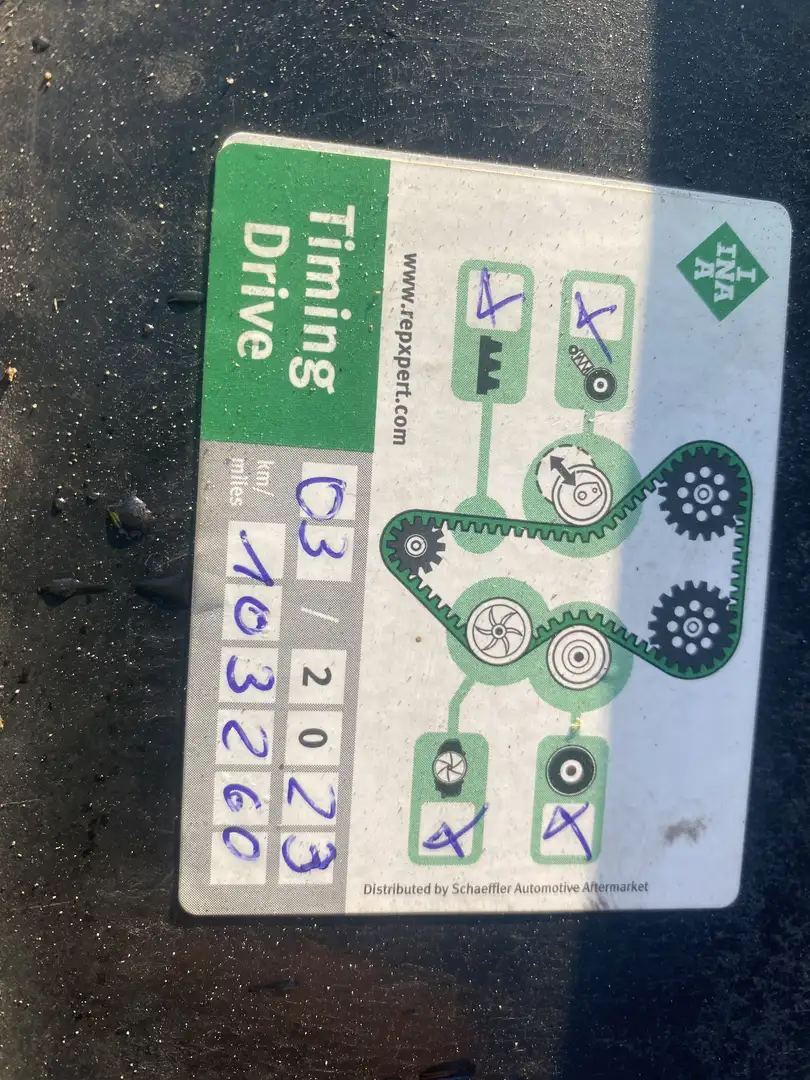 I
INA
A
Distributed by Schaeffler Automotive Aftermarket
www.repxpert.com
Timing
Drive
03 / 2023
km/
miles
103260